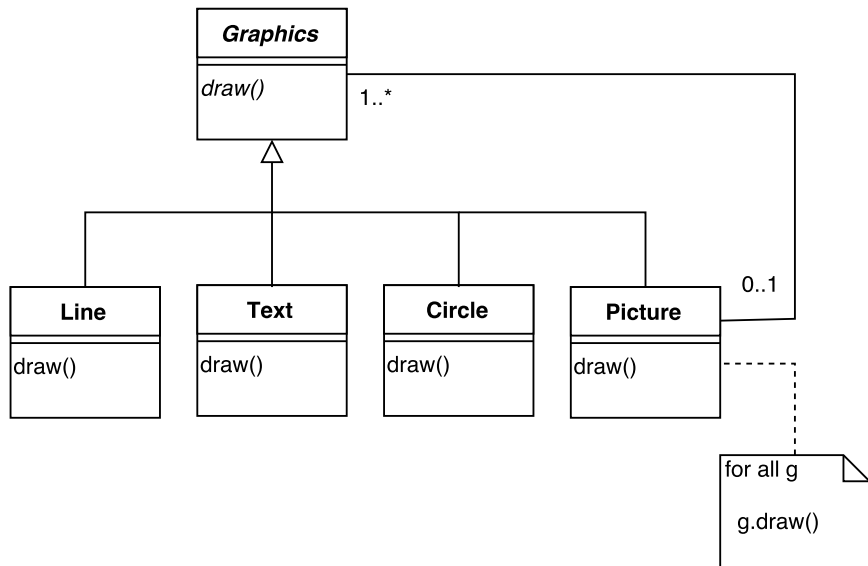 Graphics
draw()
1..*
0..1
Line
Text
Circle
Picture
draw()
draw()
draw()
draw()
for all g
g.draw()